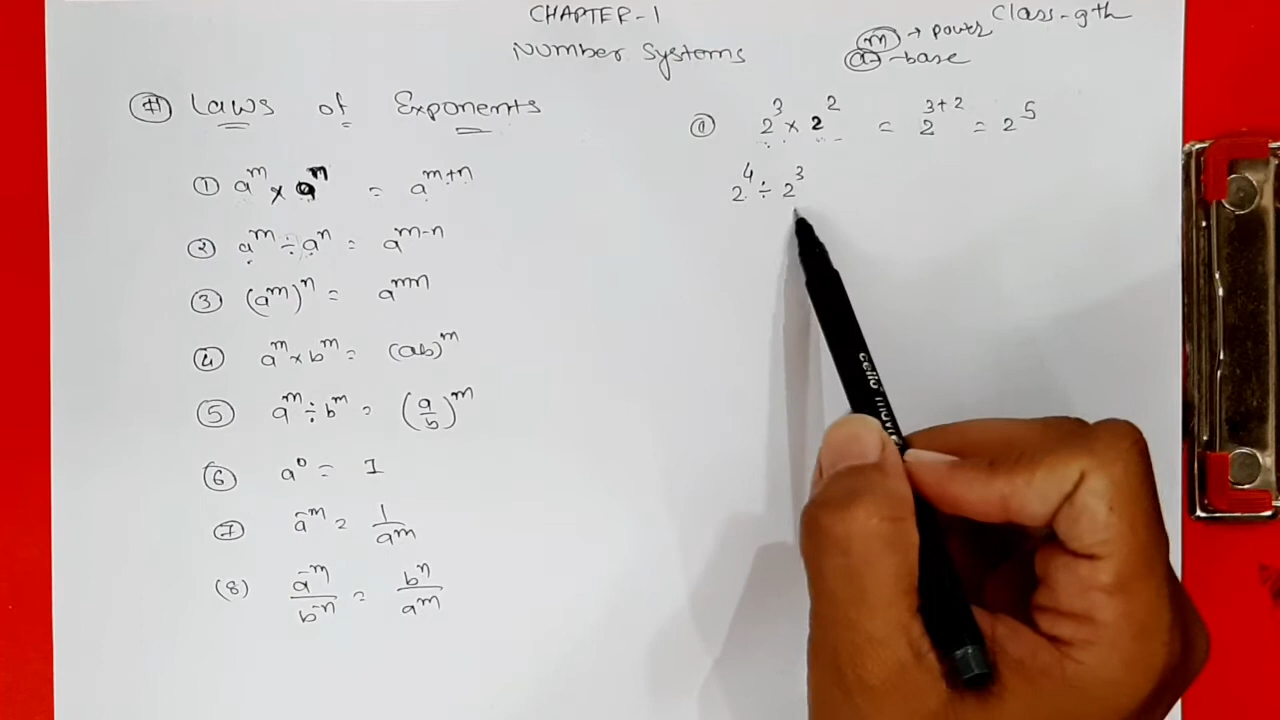 CHAPTER-1
Number Systems
Class-9th
m → power
a -base
# Laws of Exponents
① a^m × a^n = a^{m+n}
② a^m ÷ a^n = a^{m-n}
③ (a^m)^n = a^{mn}
④ a^m × b^m = (ab)^m
⑤ a^m ÷ b^m = (a/b)^m
⑥ a^0 = 1
⑦ a^{-m} = 1/a^m
(8) a^{-m}/b^{-n} = b^n/a^m
① 2^3 × 2^2 = 2^{3+2} = 2^5
2^4 ÷ 2^3
cello